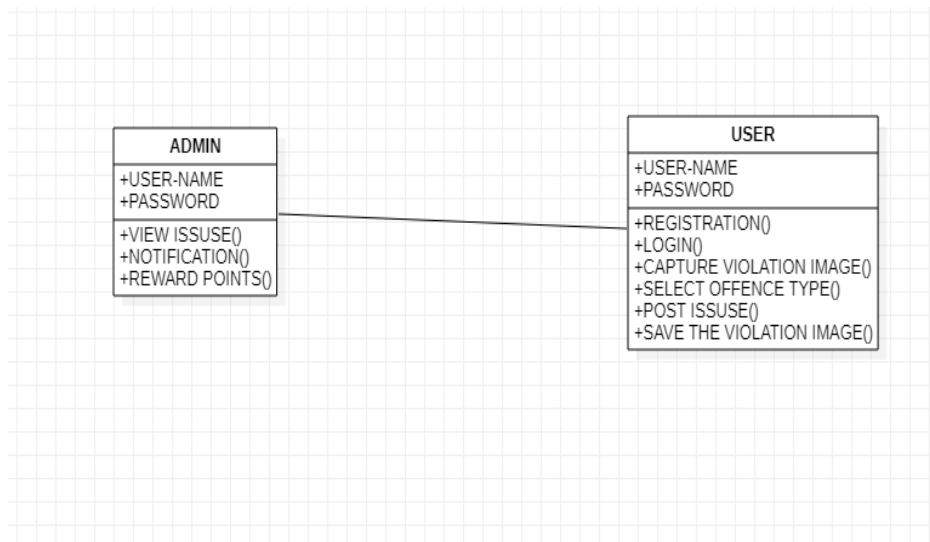 ADMIN
+USER-NAME
+PASSWORD
+VIEW ISSUSE()
+NOTIFICATION()
+REWARD POINTS()
USER
+USER-NAME
+PASSWORD
+REGISTRATION()
+LOGIN()
+CAPTURE VIOLATION IMAGE()
+SELECT OFFENCE TYPE()
+POST ISSUSE()
+SAVE THE VIOLATION IMAGE()